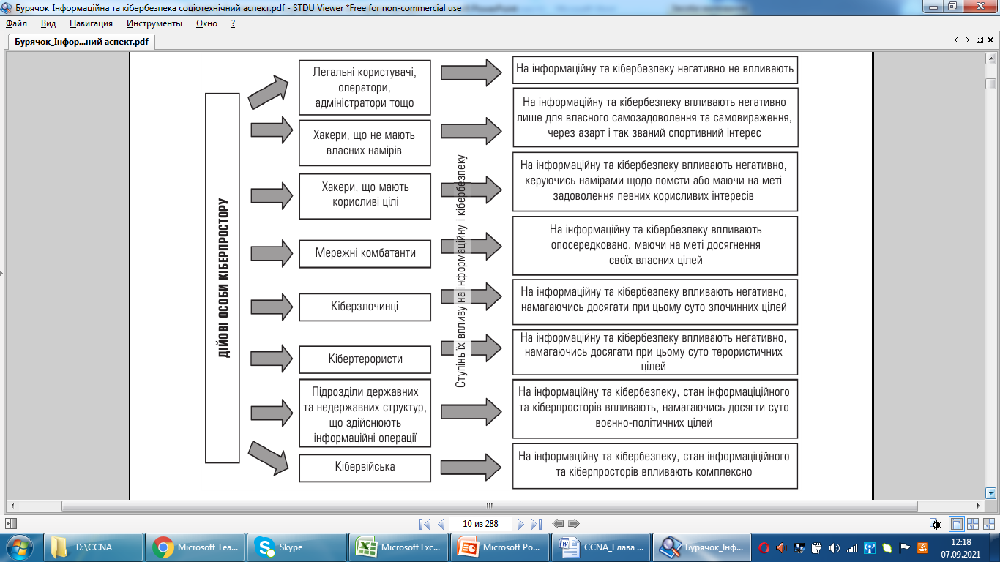 Бурячок_Інформаційна та кібербезпека соціотехнічний аспект.pdf - STDU Viewer *Free for non-commercial use
Файл Вид Навигация Инструменты Окно ?
Бурячок_Інфор...ний аспект.pdf
ДІЙОВІ ОСОБИ КІБЕРПРОСТОРУ
Легальні користувачі,
оператори,
адміністратори тощо
На інформаційну та кібербезпеку негативно не впливають
Хакери, що не мають
власних намірів
На інформаційну та кібербезпеку впливають негативно
лише для власного самозадоволення та самовираження,
через азарт і так званий спортивний інтерес
Хакери, що мають
корисливі цілі
На інформаційну та кібербезпеку впливають негативно,
керуючись намірами щодо помсти або маючи на меті
задоволення певних корисливих інтересів
Ступінь їх впливу на інформаційну і кібербезпеку
Мережні комбатанти
На інформаційну та кібербезпеку впливають
опосередковано, маючи на меті досягнення
своїх власних цілей
Кіберзлочинці
На інформаційну та кібербезпеку впливають негативно,
намагаючись досягати при цьому суто злочинних цілей
Кібертерористи
На інформаційну та кібербезпеку впливають негативно,
намагаючись досягати при цьому суто терористичних
цілей
Підрозділи державних
та недержавних структур,
що здійснюють
інформаційні операції
На інформаційну та кібербезпеку, стан інформаціційного
та кіберпросторів впливають, намагаючись досягти суто
воєнно-політичних цілей
Кібервійська
На інформаційну та кібербезпеку, стан інформаціційного
та кіберпросторів впливають комплексно
10 из 288
D:\CCNA
Microsoft Tea...
Skype
Microsoft Exc...
Microsoft Po...
CCNA_Глава ...
Бурячок_Інф...
12:18
07.09.2021